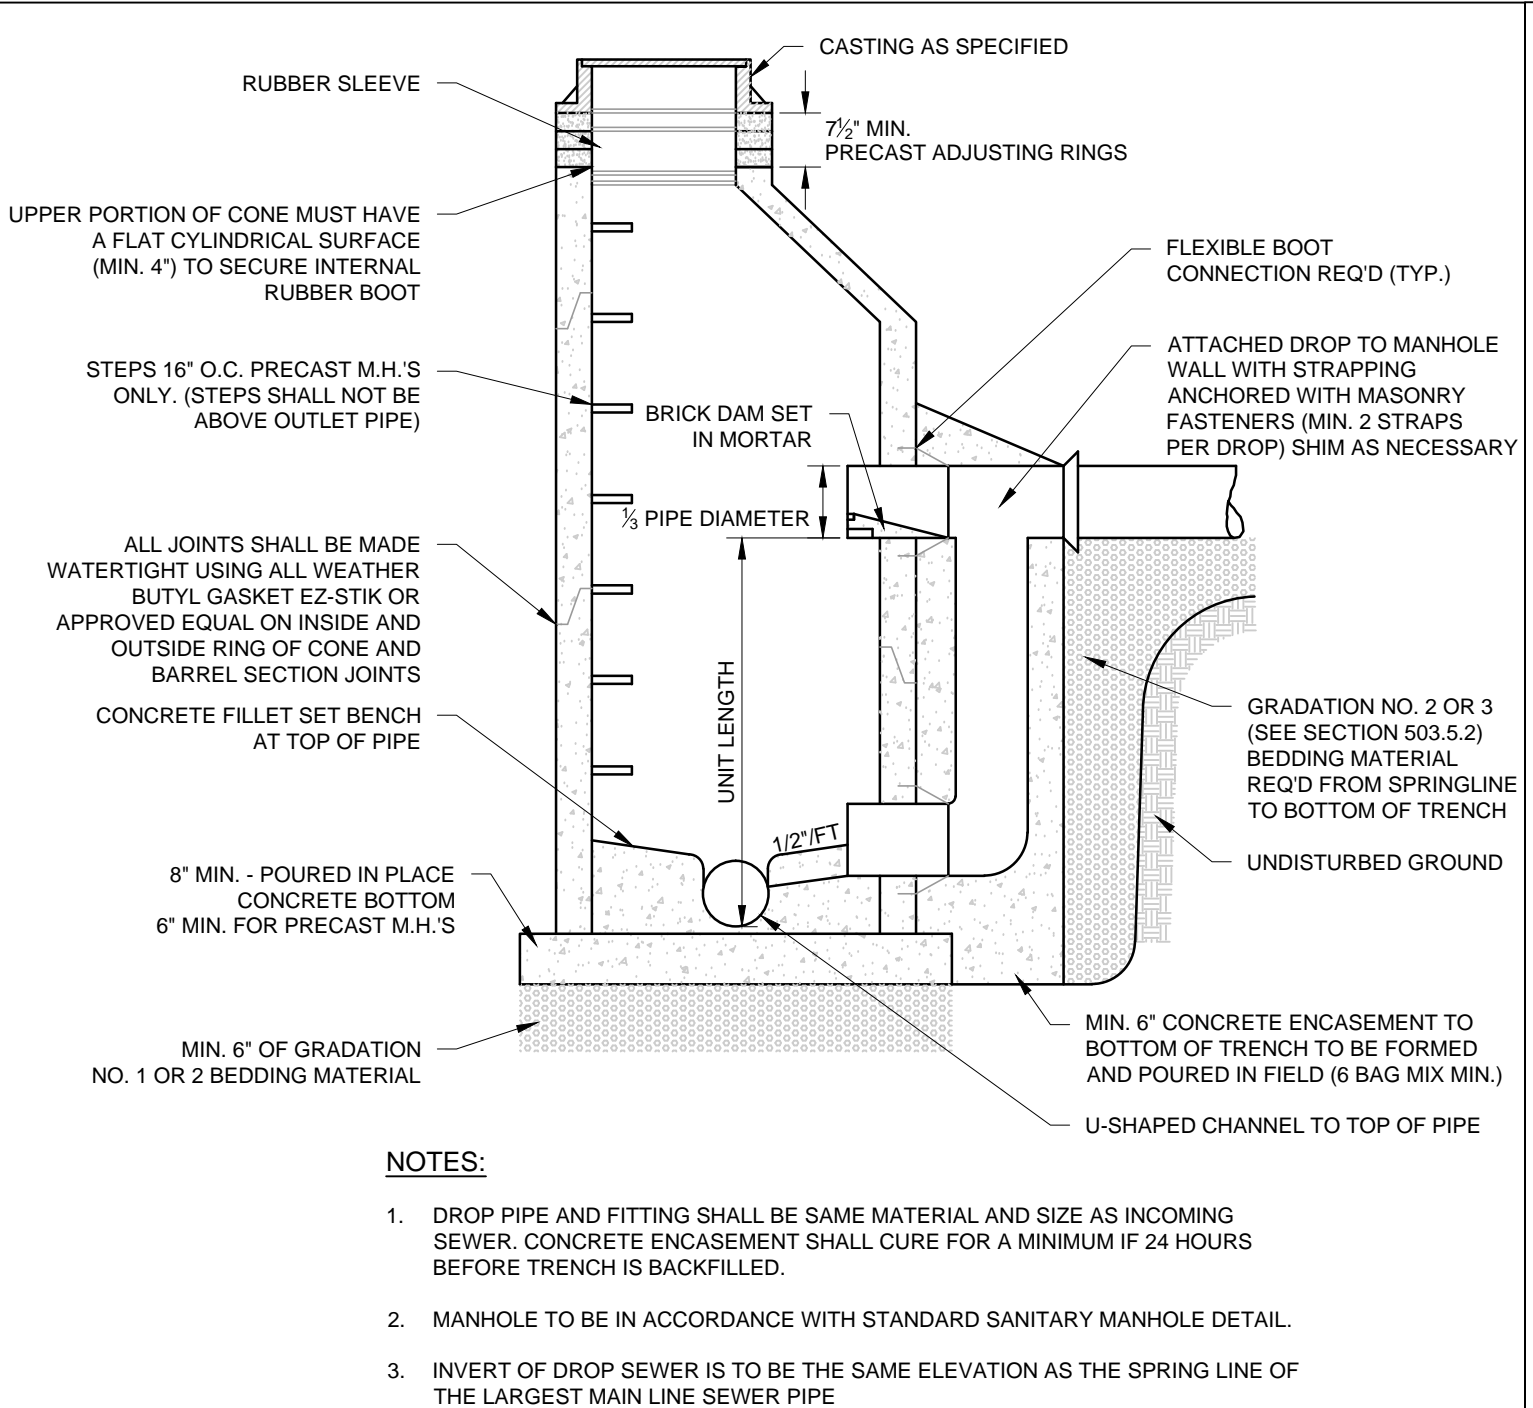 CASTING AS SPECIFIED
RUBBER SLEEVE
7½" MIN.
PRECAST ADJUSTING RINGS
UPPER PORTION OF CONE MUST HAVE
A FLAT CYLINDRICAL SURFACE
(MIN. 4") TO SECURE INTERNAL
RUBBER BOOT
FLEXIBLE BOOT
CONNECTION REQ'D (TYP.)
STEPS 16" O.C. PRECAST M.H.'S
ONLY. (STEPS SHALL NOT BE
ABOVE OUTLET PIPE)
ATTACHED DROP TO MANHOLE
WALL WITH STRAPPING
ANCHORED WITH MASONRY
FASTENERS (MIN. 2 STRAPS
PER DROP) SHIM AS NECESSARY
BRICK DAM SET
IN MORTAR
⅓ PIPE DIAMETER
ALL JOINTS SHALL BE MADE
WATERTIGHT USING ALL WEATHER
BUTYL GASKET EZ-STIK OR
APPROVED EQUAL ON INSIDE AND
OUTSIDE RING OF CONE AND
BARREL SECTION JOINTS
UNIT LENGTH
CONCRETE FILLET SET BENCH
AT TOP OF PIPE
GRADATION NO. 2 OR 3
(SEE SECTION 503.5.2)
BEDDING MATERIAL
REQ'D FROM SPRINGLINE
TO BOTTOM OF TRENCH
1/2"/FT
UNDISTURBED GROUND
8" MIN. - POURED IN PLACE
CONCRETE BOTTOM
6" MIN. FOR PRECAST M.H.'S
MIN. 6" OF GRADATION
NO. 1 OR 2 BEDDING MATERIAL
MIN. 6" CONCRETE ENCASEMENT TO
BOTTOM OF TRENCH TO BE FORMED
AND POURED IN FIELD (6 BAG MIX MIN.)
U-SHAPED CHANNEL TO TOP OF PIPE
NOTES:
1. DROP PIPE AND FITTING SHALL BE SAME MATERIAL AND SIZE AS INCOMING
SEWER. CONCRETE ENCASEMENT SHALL CURE FOR A MINIMUM IF 24 HOURS
BEFORE TRENCH IS BACKFILLED.
2. MANHOLE TO BE IN ACCORDANCE WITH STANDARD SANITARY MANHOLE DETAIL.
3. INVERT OF DROP SEWER IS TO BE THE SAME ELEVATION AS THE SPRING LINE OF
THE LARGEST MAIN LINE SEWER PIPE